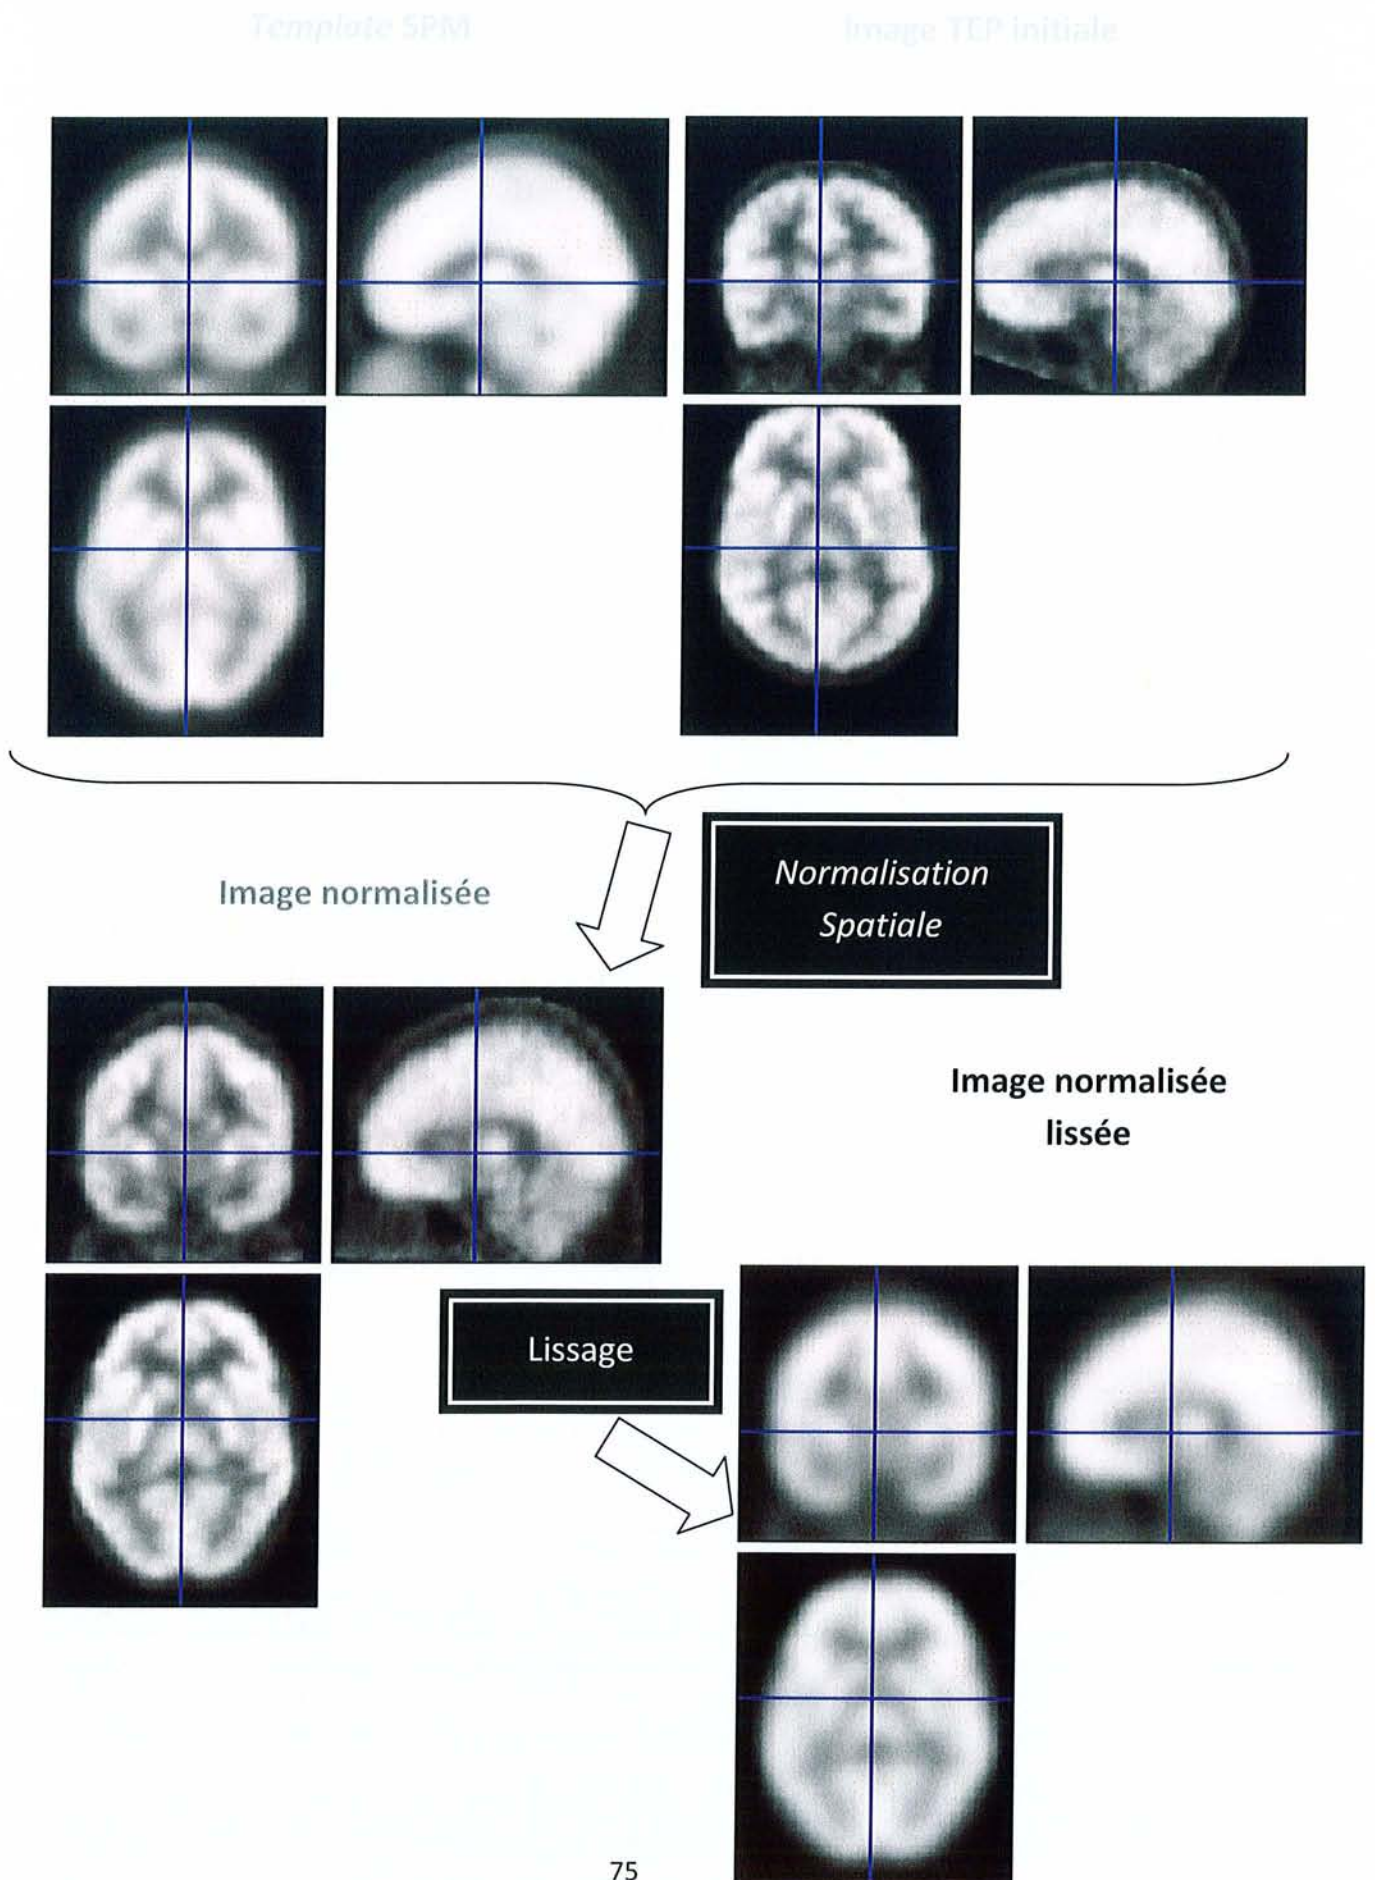 Template SPM
Image TEP initiale
Normalisation
Spatiale
Image normalisée
Image normalisée
lissée
Lissage
75